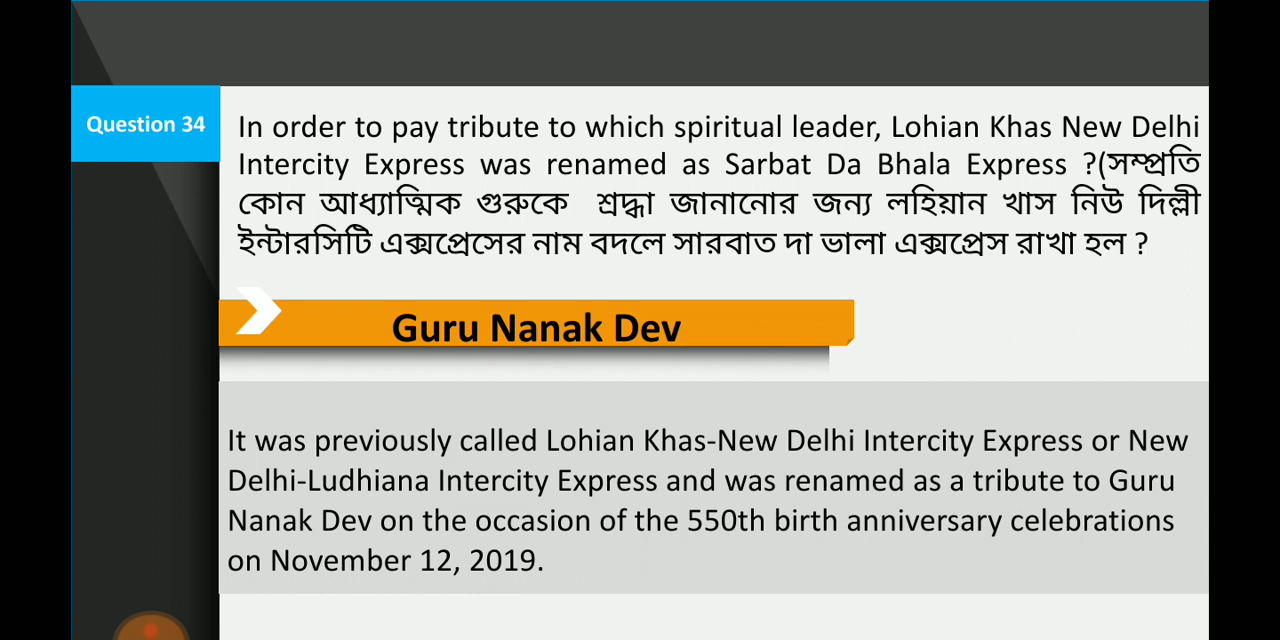 Question 34
In order to pay tribute to which spiritual leader, Lohian Khas New Delhi
Intercity Express was renamed as Sarbat Da Bhala Express ?(সম্প্রতি
কোন আধ্যাত্মিক গুরুকে শ্রদ্ধা জানানোর জন্য লহিয়ান খাস নিউ দিল্লী
ইন্টারসিটি এক্সপ্রেসের নাম বদলে সারবাত দা ভালা এক্সপ্রেস রাখা হল ?
Guru Nanak Dev
It was previously called Lohian Khas-New Delhi Intercity Express or New
Delhi-Ludhiana Intercity Express and was renamed as a tribute to Guru
Nanak Dev on the occasion of the 550th birth anniversary celebrations
on November 12, 2019.